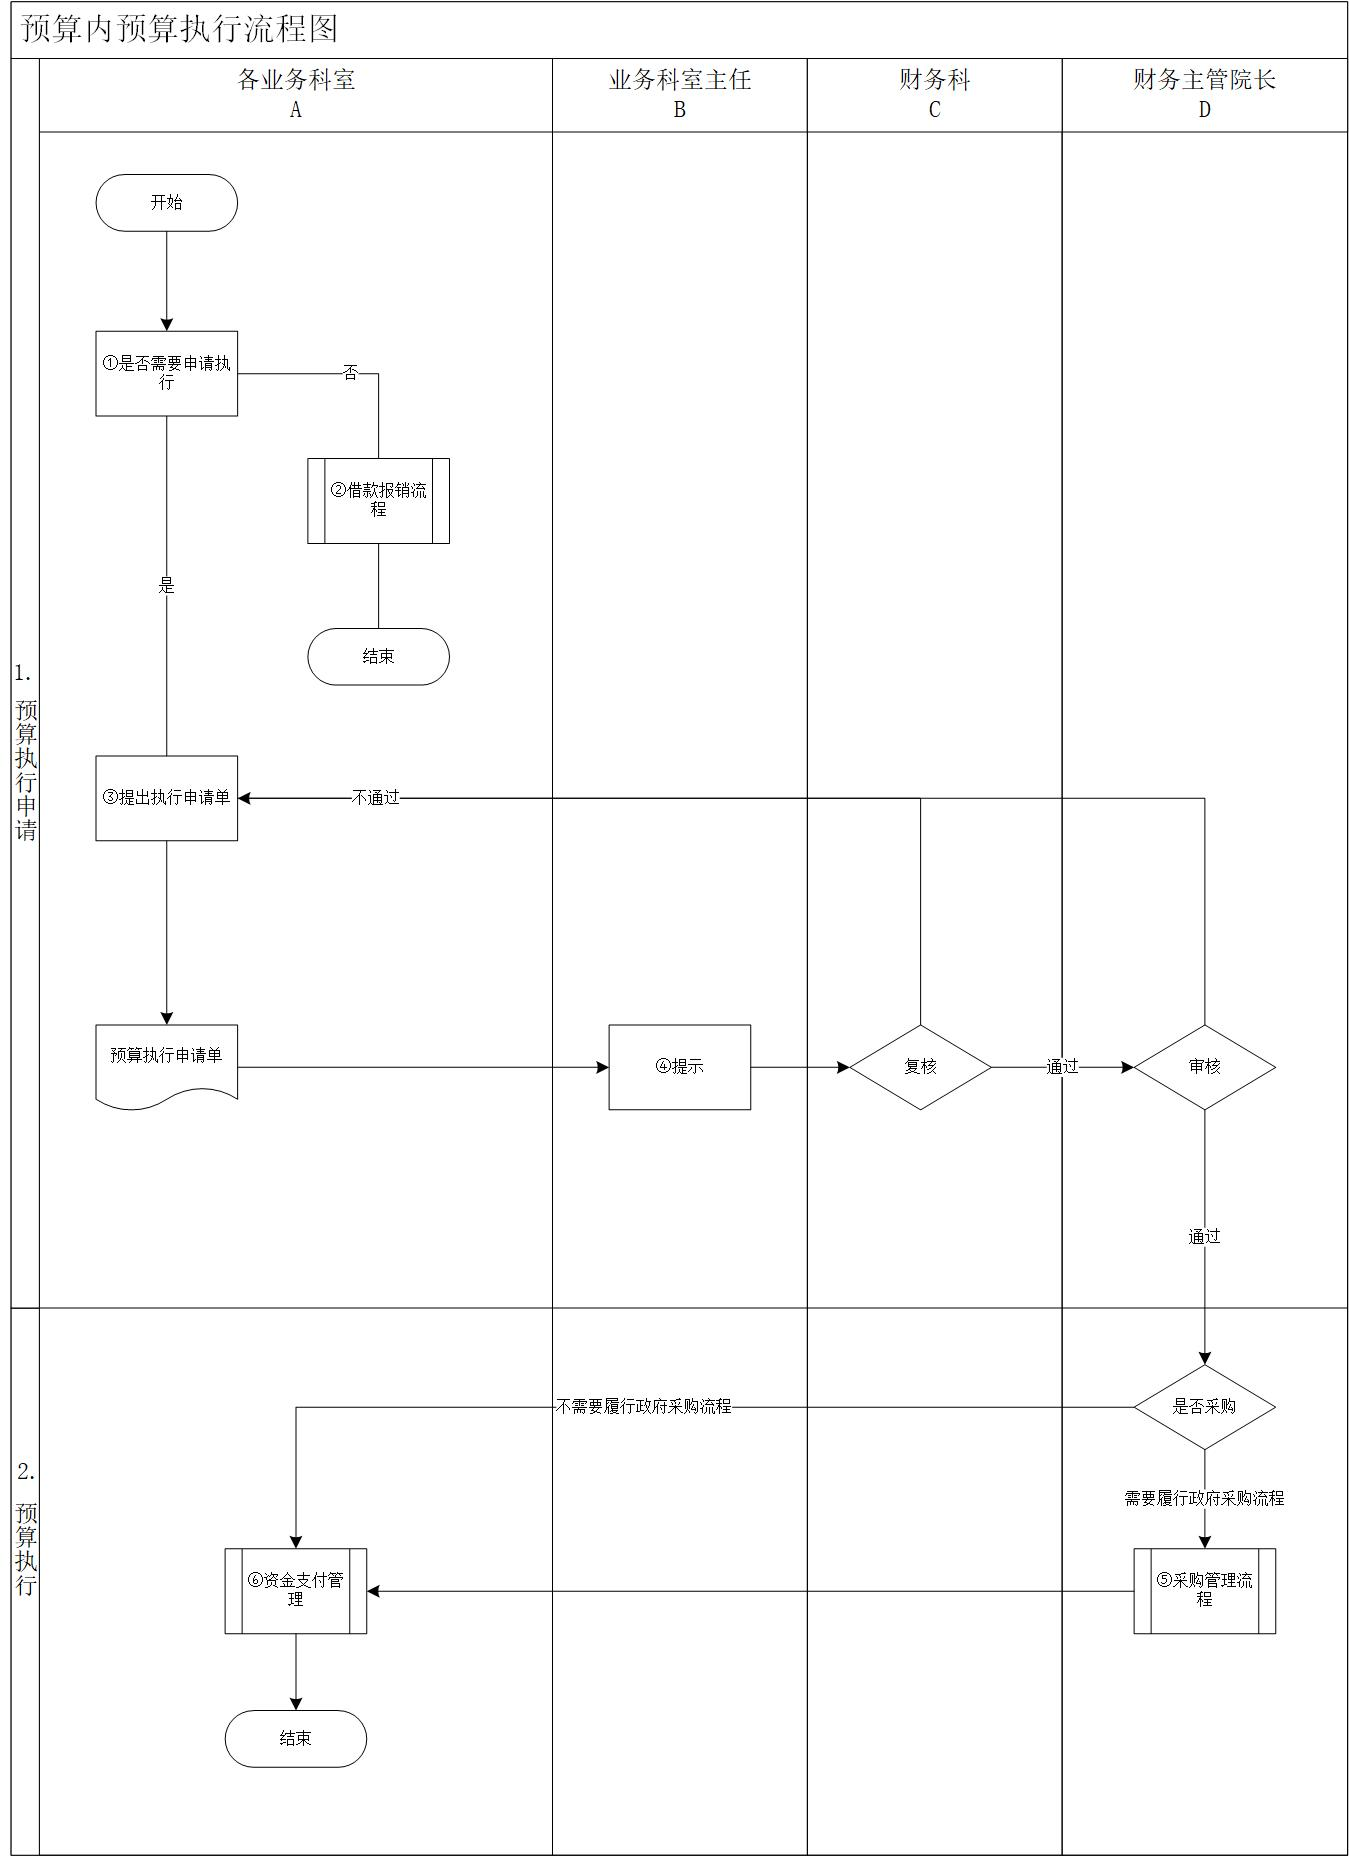 预算内预算执行流程图
各业务科室
A
业务科室主任
B
财务科
C
财务主管院长
D
1.
预算执行申请
开始
①是否需要申请执
行
否
②借款报销流
程
是
结束
③提出执行申请单
不通过
预算执行申请单
④提示
复核
通过
审核
通过
2.
预算执行
不需要履行政府采购流程
是否采购
需要履行政府采购流程
⑥资金支付管
理
⑤采购管理流
程
结束